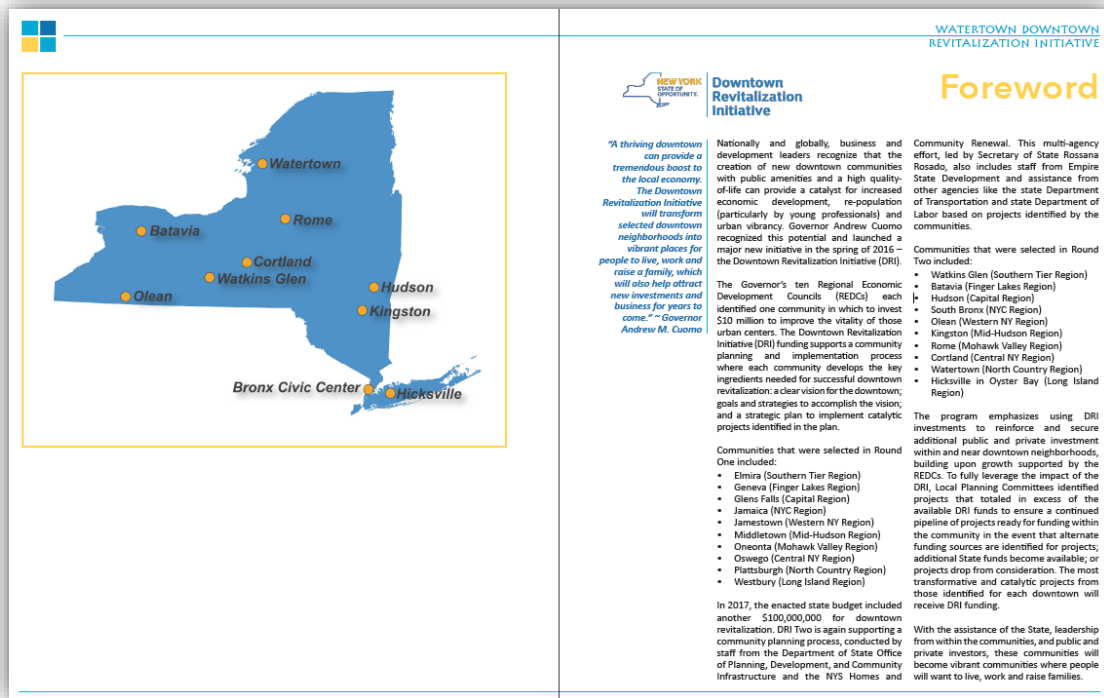 Watertown
Rome
Batavia
Cortland
Watkins Glen
Olean
Hudson
Kingston
Bronx Civic Center
Hicksville
WATERTOWN DOWNTOWN
REVITALIZATION INITIATIVE
NEW YORK
STATE OF
OPPORTUNITY.
Downtown
Revitalization
Initiative
Foreword
"A thriving downtown
can provide a
tremendous boost to
the local economy.
The Downtown
Revitalization Initiative
will transform
selected downtown
neighborhoods into
vibrant places for
people to live, work and
raise a family, which
will also help attract
new investments and
business for years to
come." ~ Governor
Andrew M. Cuomo
Nationally and globally, business and
development leaders recognize that the
creation of new downtown communities
with public amenities and a high quality-
of-life can provide a catalyst for increased
economic development, re-population
(particularly by young professionals) and
urban vibrancy. Governor Andrew Cuomo
recognized this potential and launched a
major new initiative in the spring of 2016 –
the Downtown Revitalization Initiative (DRI).
The Governor's ten Regional Economic
Development Councils (REDCs) each
identified one community in which to invest
$10 million to improve the vitality of those
urban centers. The Downtown Revitalization
Initiative (DRI) funding supports a community
planning and implementation process
where each community develops the key
ingredients needed for successful downtown
revitalization: a clear vision for the downtown;
goals and strategies to accomplish the vision;
and a strategic plan to implement catalytic
projects identified in the plan.
Communities that were selected in Round
One included:
• Elmira (Southern Tier Region)
• Geneva (Finger Lakes Region)
• Glens Falls (Capital Region)
• Jamaica (NYC Region)
• Jamestown (Western NY Region)
• Middletown (Mid-Hudson Region)
• Oneonta (Mohawk Valley Region)
• Oswego (Central NY Region)
• Plattsburgh (North Country Region)
• Westbury (Long Island Region)
In 2017, the enacted state budget included
another $100,000,000 for downtown
revitalization. DRI Two is again supporting a
community planning process, conducted by
staff from the Department of State Office
of Planning, Development, and Community
Infrastructure and the NYS Homes and
Community Renewal. This multi-agency
effort, led by Secretary of State Rossana
Rosado, also includes staff from Empire
State Development and assistance from
other agencies like the state Department
of Transportation and state Department of
Labor based on projects identified by the
communities.
Communities that were selected in Round
Two included:
• Watkins Glen (Southern Tier Region)
• Batavia (Finger Lakes Region)
• Hudson (Capital Region)
• South Bronx (NYC Region)
• Olean (Western NY Region)
• Kingston (Mid-Hudson Region)
• Rome (Mohawk Valley Region)
• Cortland (Central NY Region)
• Watertown (North Country Region)
• Hicksville in Oyster Bay (Long Island
Region)
The program emphasizes using DRI
investments to reinforce and secure
additional public and private investment
within and near downtown neighborhoods,
building upon growth supported by the
REDCs. To fully leverage the impact of the
DRI, Local Planning Committees identified
projects that totaled in excess of the
available DRI funds to ensure a continued
pipeline of projects ready for funding within
the community in the event that alternate
funding sources are identified for projects;
additional State funds become available; or
projects drop from consideration. The most
transformative and catalytic projects from
those identified for each downtown will
receive DRI funding.
With the assistance of the State, leadership
from within the communities, and public and
private investors, these communities will
become vibrant communities where people
will want to live, work and raise families.